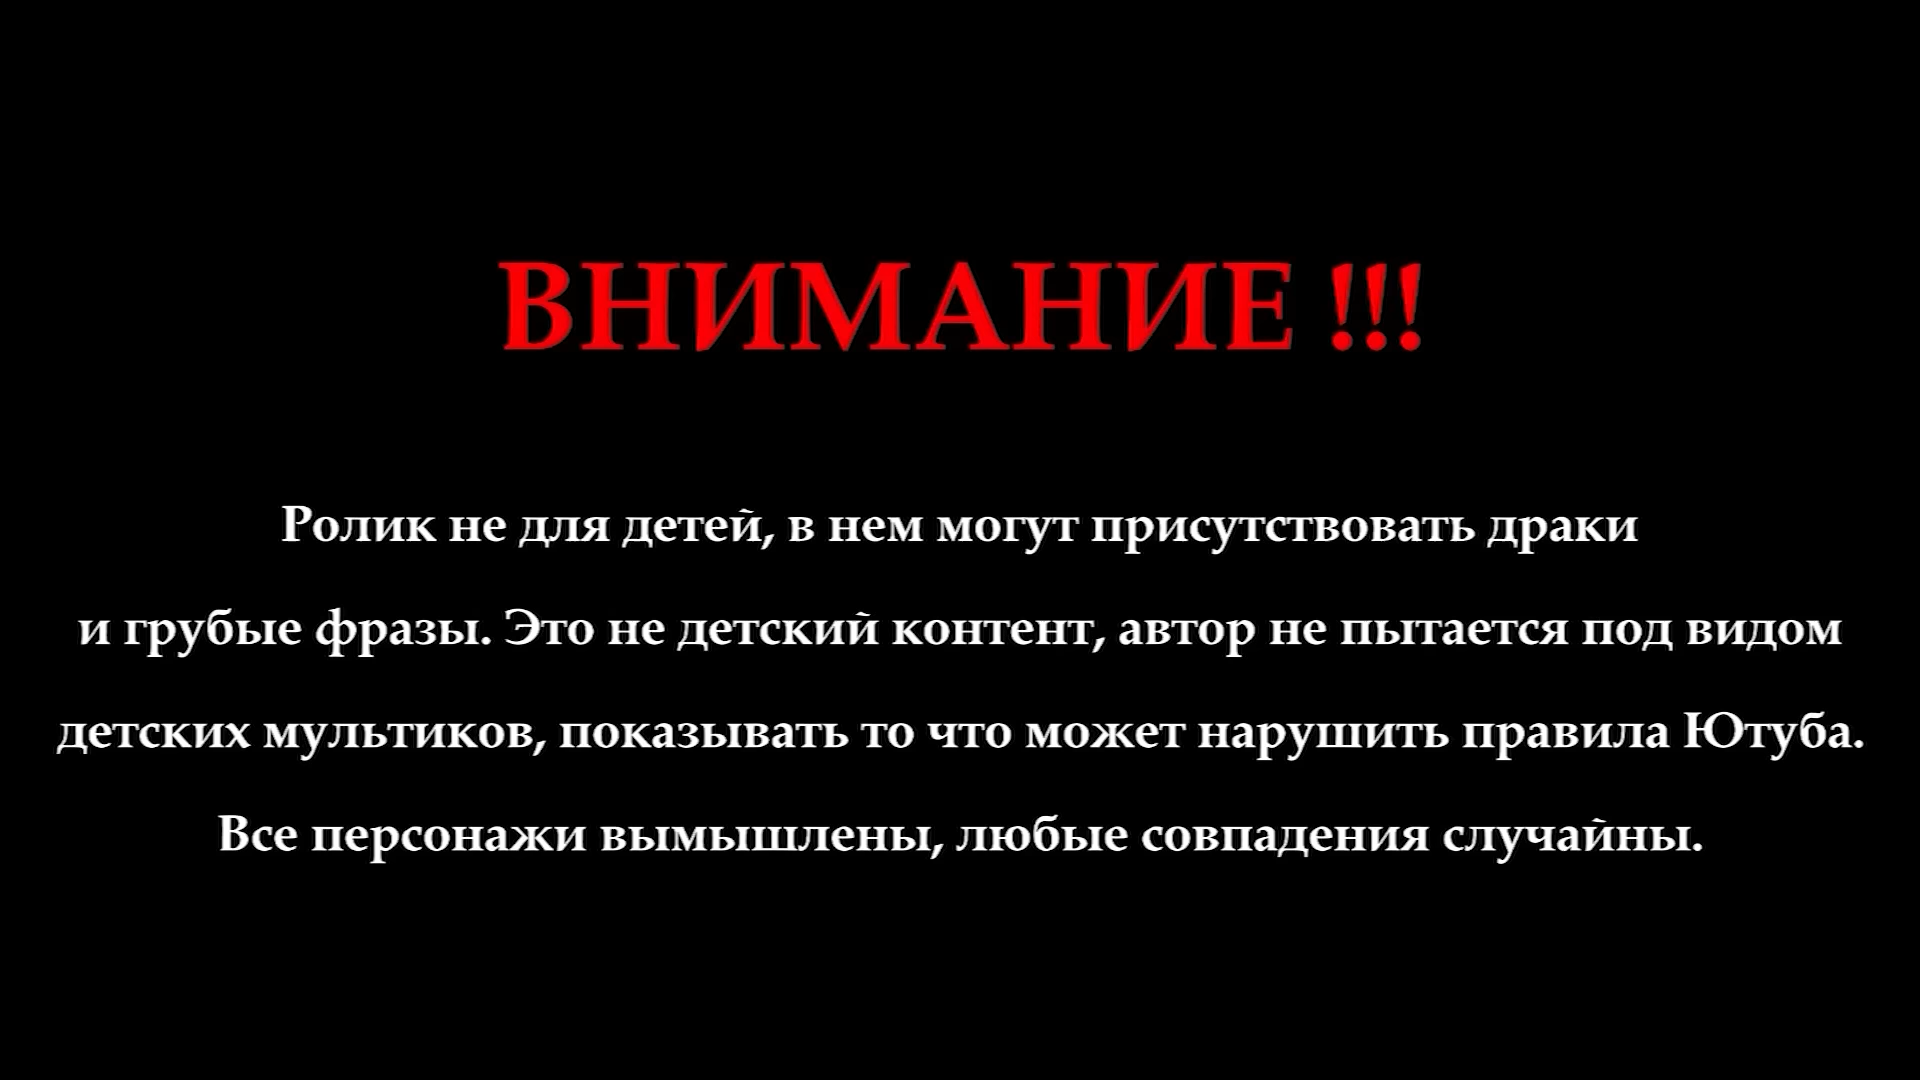 ВНИМАНИЕ !!!
Ролик не для детей, в нем могут присутствовать драки
и грубые фразы. Это не детский контент, автор не пытается под видом
детских мультиков, показывать то что может нарушить правила Ютуба.
Все персонажи вымышлены, любые совпадения случайны.